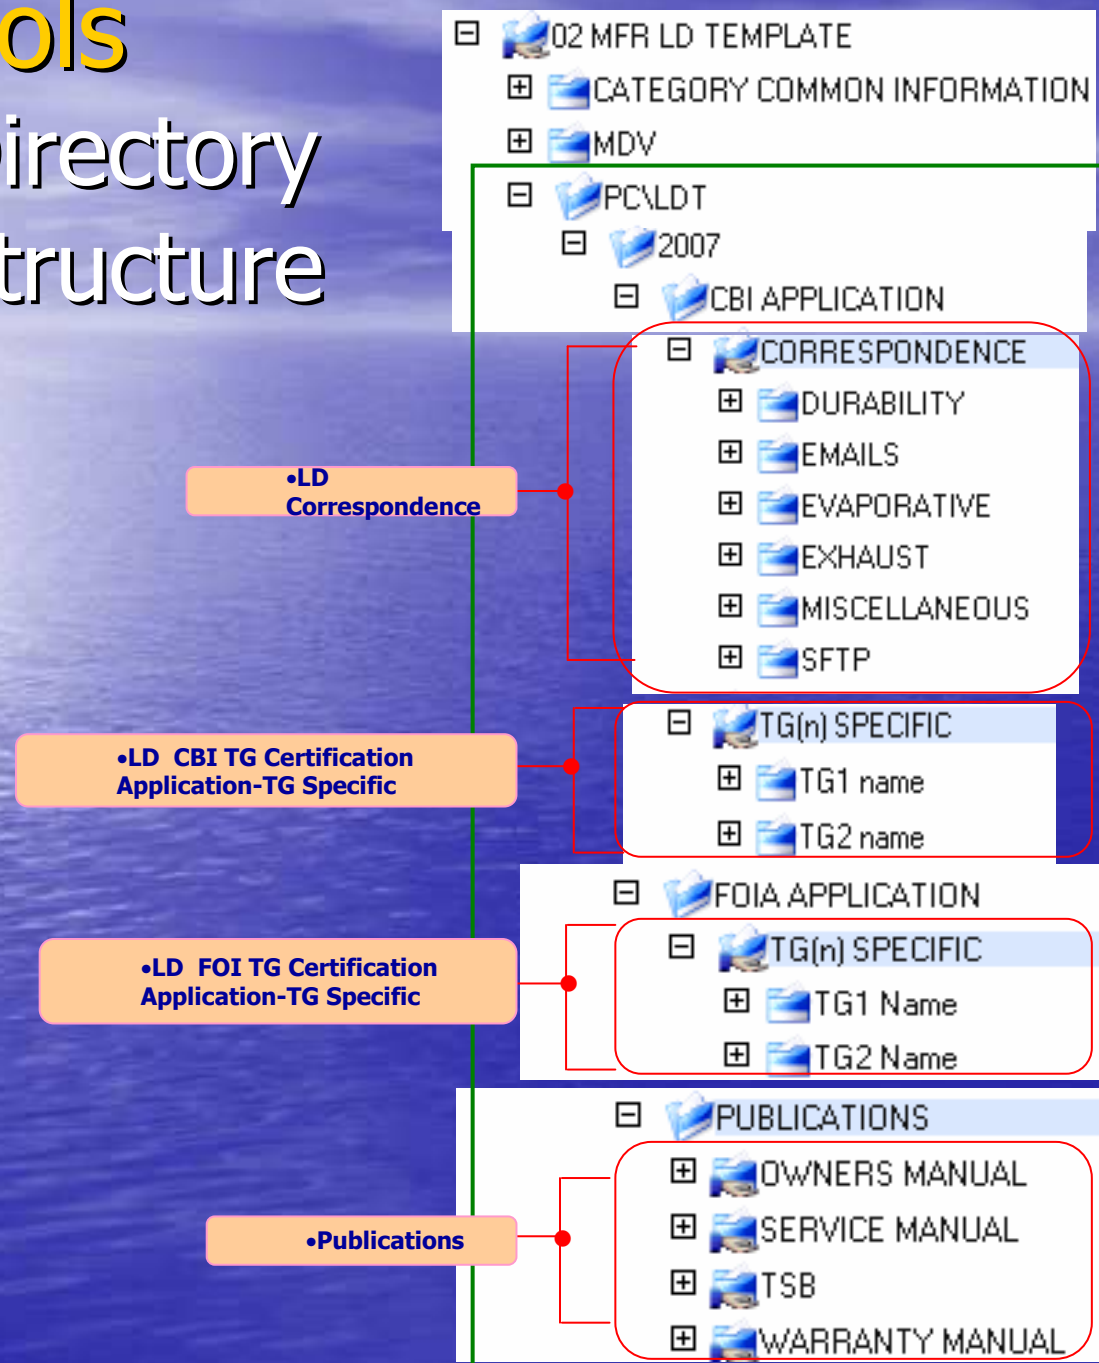 ols
irectory
tructure
02 MFR LD TEMPLATE
CATEGORY COMMON INFORMATION
MDV
PC\LDT
2007
CBI APPLICATION
CORRESPONDENCE
DURABILITY
EMAILS
EVAPORATIVE
EXHAUST
MISCELLANEOUS
SFTP
•LD
Correspondence
TG(n) SPECIFIC
TG1 name
TG2 name
•LD CBI TG Certification
Application-TG Specific
FOIA APPLICATION
TG(n) SPECIFIC
TG1 Name
TG2 Name
•LD FOI TG Certification
Application-TG Specific
PUBLICATIONS
OWNERS MANUAL
SERVICE MANUAL
TSB
WARRANTY MANUAL
•Publications